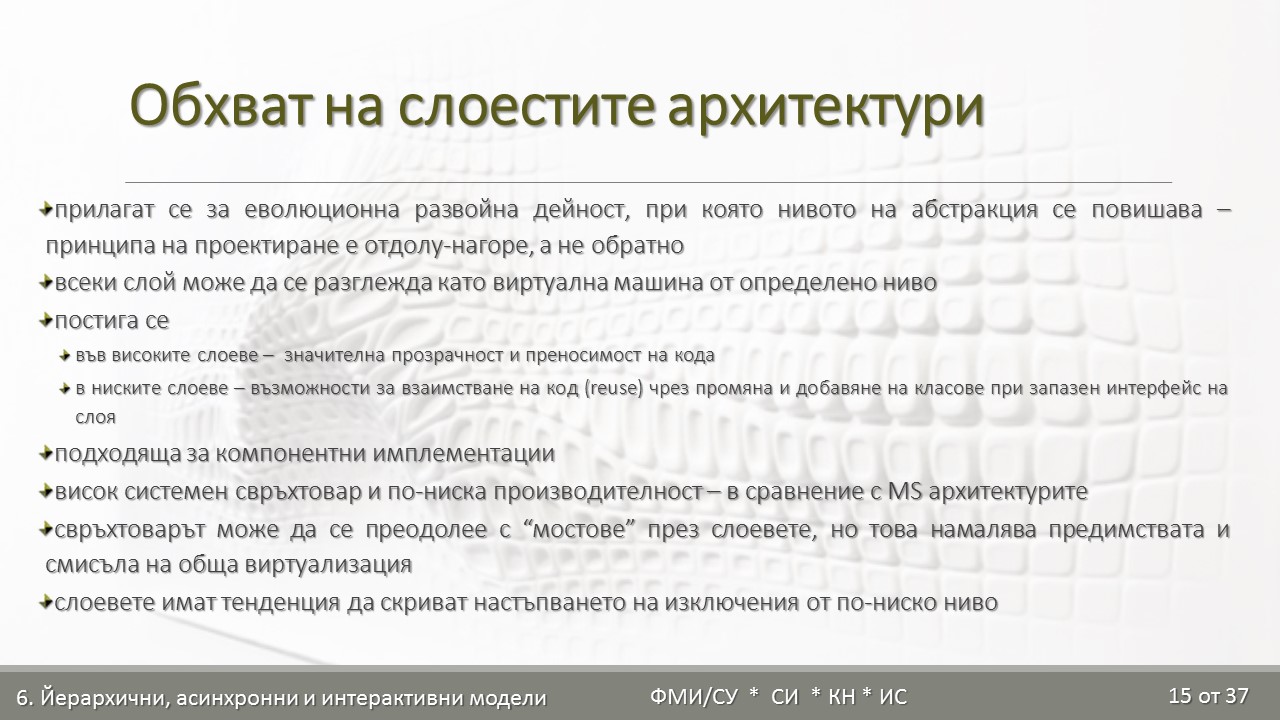 Обхват на слоестите архитектури
прилагат се за еволюционна развойна дейност, при която нивото на абстракция се повишава –
принципа на проектиране е отдолу-нагоре, а не обратно
всеки слой може да се разглежда като виртуална машина от определено ниво
постига се
във високите слоеве – значителна прозрачност и преносимост на кода
в ниските слоеве – възможности за взаимстване на код (reuse) чрез промяна и добавяне на класове при запазен интерфейс на
слоя
подходяща за компонентни имплементации
висок системен свръхтовар и по-ниска производителност – в сравнение с MS архитектурите
свръхтоварът може да се преодолее с “мостове” през слоевете, но това намалява предимствата и
смисъла на обща виртуализация
слоевете имат тенденция да скриват настъпването на изключения от по-ниско ниво
6. Йерархични, асинхронни и интерактивни модели
ФМИ/СУ * СИ * КН * ИС
15 от 37